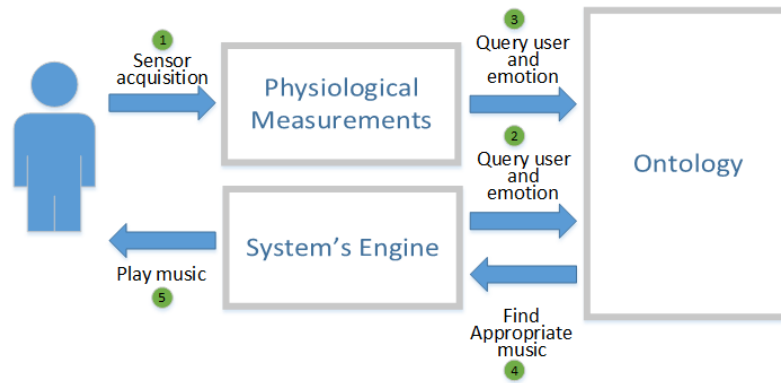 1
Sensor
acquisition
Physiological
Measurements
3
Query user
and
emotion
2
Query user
and
emotion
Ontology
System's Engine
Play music
5
Find
Appropriate
music
4